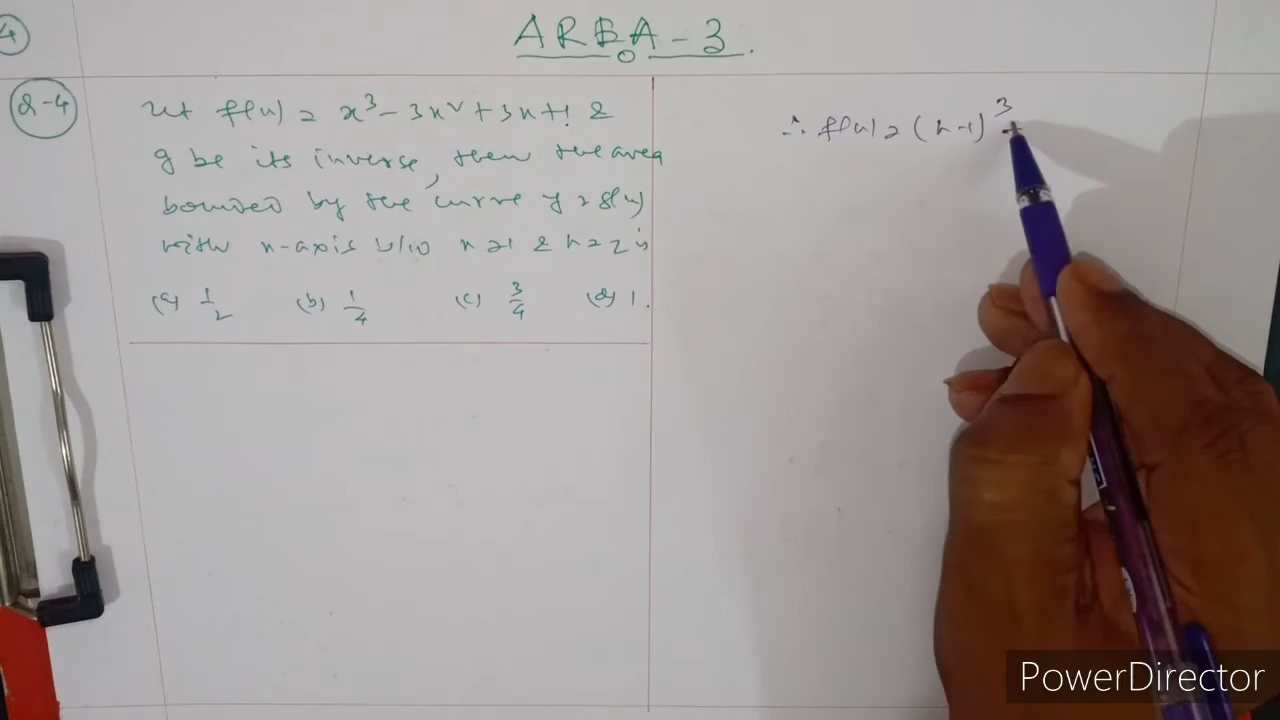 4
AREA - 3.
Q-4
Let f(x) = x³ - 3x² + 3x + 1 &
g be its inverse, then the area
bounded by the curve y = g(x)
with x-axis b/w x = 1 & x = 2 is
(a) 1/2 (b) 1/4 (c) 3/4 (d) 1.
∴ f(x) = (x-1)³ +
PowerDirector